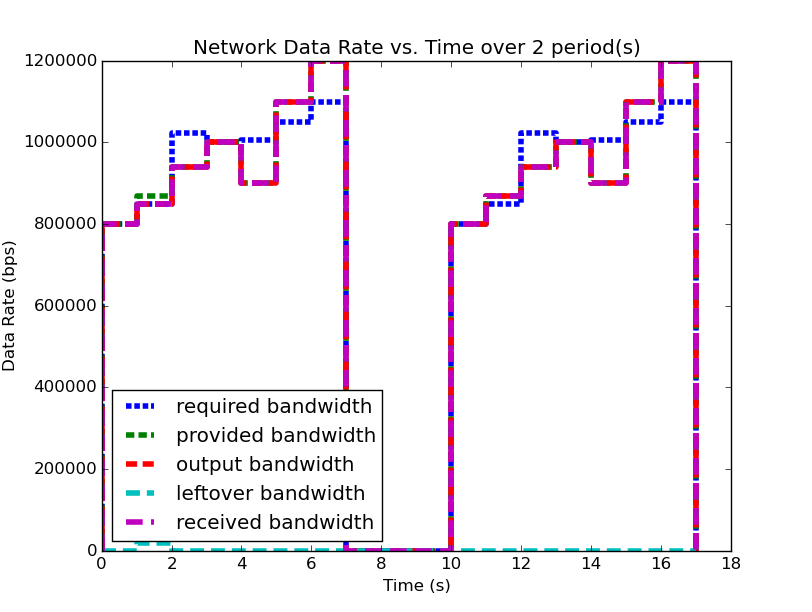 Network Data Rate vs. Time over 2 period(s)
1200000
1000000
800000
600000
400000
200000
0
Data Rate (bps)
required bandwidth
provided bandwidth
output bandwidth
leftover bandwidth
received bandwidth
0 2 4 6 8 10 12 14 16 18
Time (s)